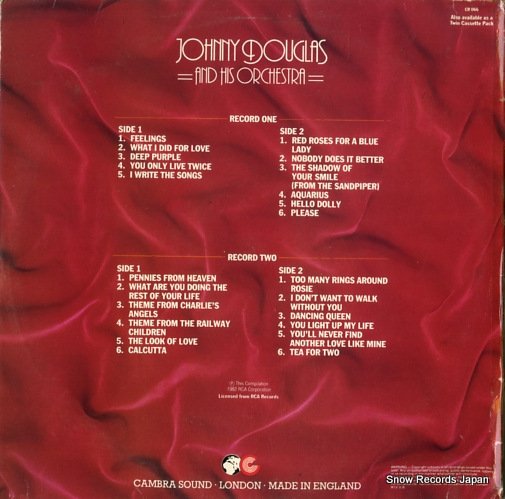 CR 066
Also available as a
Twin Cassette Pack
JOHNNY DOUGLAS
AND HIS ORCHESTRA
RECORD ONE
SIDE 1
1. FEELINGS
2. WHAT I DID FOR LOVE
3. DEEP PURPLE
4. YOU ONLY LIVE TWICE
5. I WRITE THE SONGS
SIDE 2
1. RED ROSES FOR A BLUE
LADY
2. NOBODY DOES IT BETTER
3. THE SHADOW OF
YOUR SMILE
(FROM THE SANDPIPER)
4. AQUARIUS
5. HELLO DOLLY
6. PLEASE
RECORD TWO
SIDE 1
1. PENNIES FROM HEAVEN
2. WHAT ARE YOU DOING THE
REST OF YOUR LIFE
3. THEME FROM CHARLIE'S
ANGELS
4. THEME FROM THE RAILWAY
CHILDREN
5. THE LOOK OF LOVE
6. CALCUTTA
SIDE 2
1. TOO MANY RINGS AROUND
ROSIE
2. I DON'T WANT TO WALK
WITHOUT YOU
3. DANCING QUEEN
4. YOU LIGHT UP MY LIFE
5. YOU'LL NEVER FIND
ANOTHER LOVE LIKE MINE
6. TEA FOR TWO
℗ This Compilation
1982 RCA Corporation
Licensed from RCA Records
CAMBRA SOUND · LONDON · MADE IN ENGLAND
Snow Records Japan